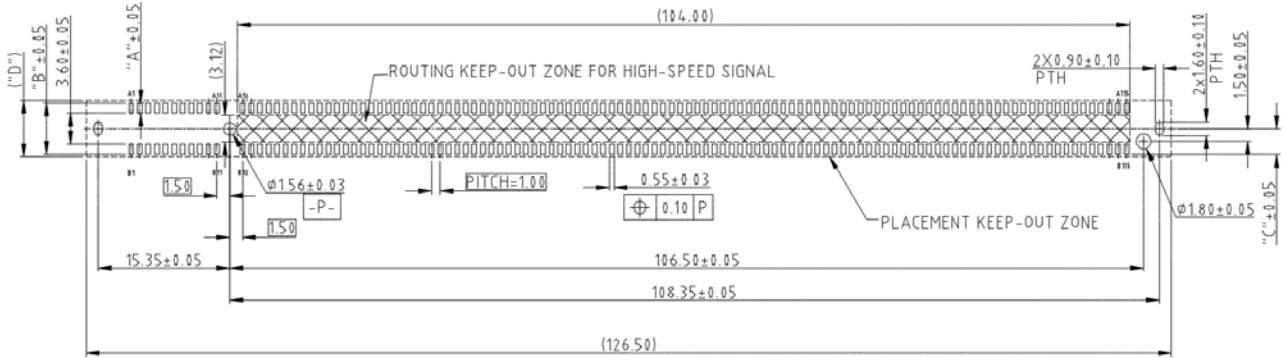 (104.00)
("D")
"B"±0.05
3.60±0.05
"A"±0.05
(3.12)
ROUTING KEEP-OUT ZONE FOR HIGH-SPEED SIGNAL
2X0.90±0.10
PTH
2x1.60±0.10
PTH
1.50±0.05
A1
A11
A12
A115
B1
B11
B12
B115
1.50
Ø1.56±0.03
-P-
PITCH=1.00
0.55±0.03
⌖ 0.10 P
Ø1.80±0.05
"C"±0.05
PLACEMENT KEEP-OUT ZONE
1.50
15.35±0.05
106.50±0.05
108.35±0.05
(126.50)